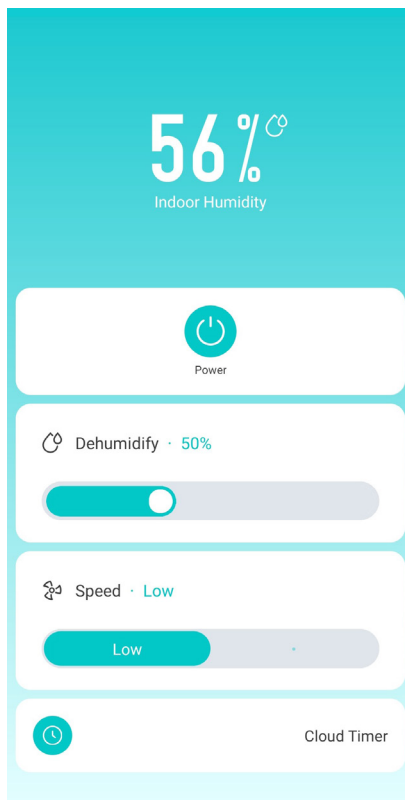 56%
Indoor Humidity
Power
Dehumidify · 50%
Speed · Low
Low
Cloud Timer